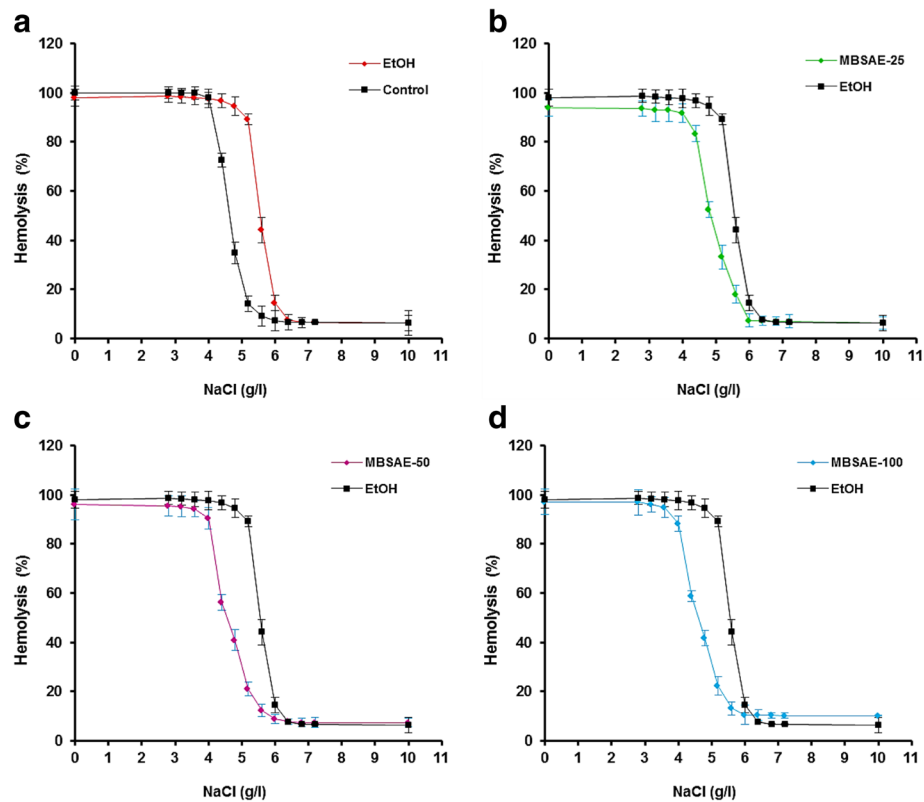 a
120
100
80
60
40
20
0
Hemolysis (%)
EtOH
Control
0 1 2 3 4 5 6 7 8 9 10 11
NaCl (g/l)
b
120
100
80
60
40
20
0
Hemolysis (%)
MBSAE-25
EtOH
0 1 2 3 4 5 6 7 8 9 10 11
NaCl (g/l)
c
120
100
80
60
40
20
0
Hemolysis (%)
MBSAE-50
EtOH
0 1 2 3 4 5 6 7 8 9 10 11
NaCl (g/l)
d
120
100
80
60
40
20
0
Hemolysis (%)
MBSAE-100
EtOH
0 1 2 3 4 5 6 7 8 9 10 11
NaCl (g/l)